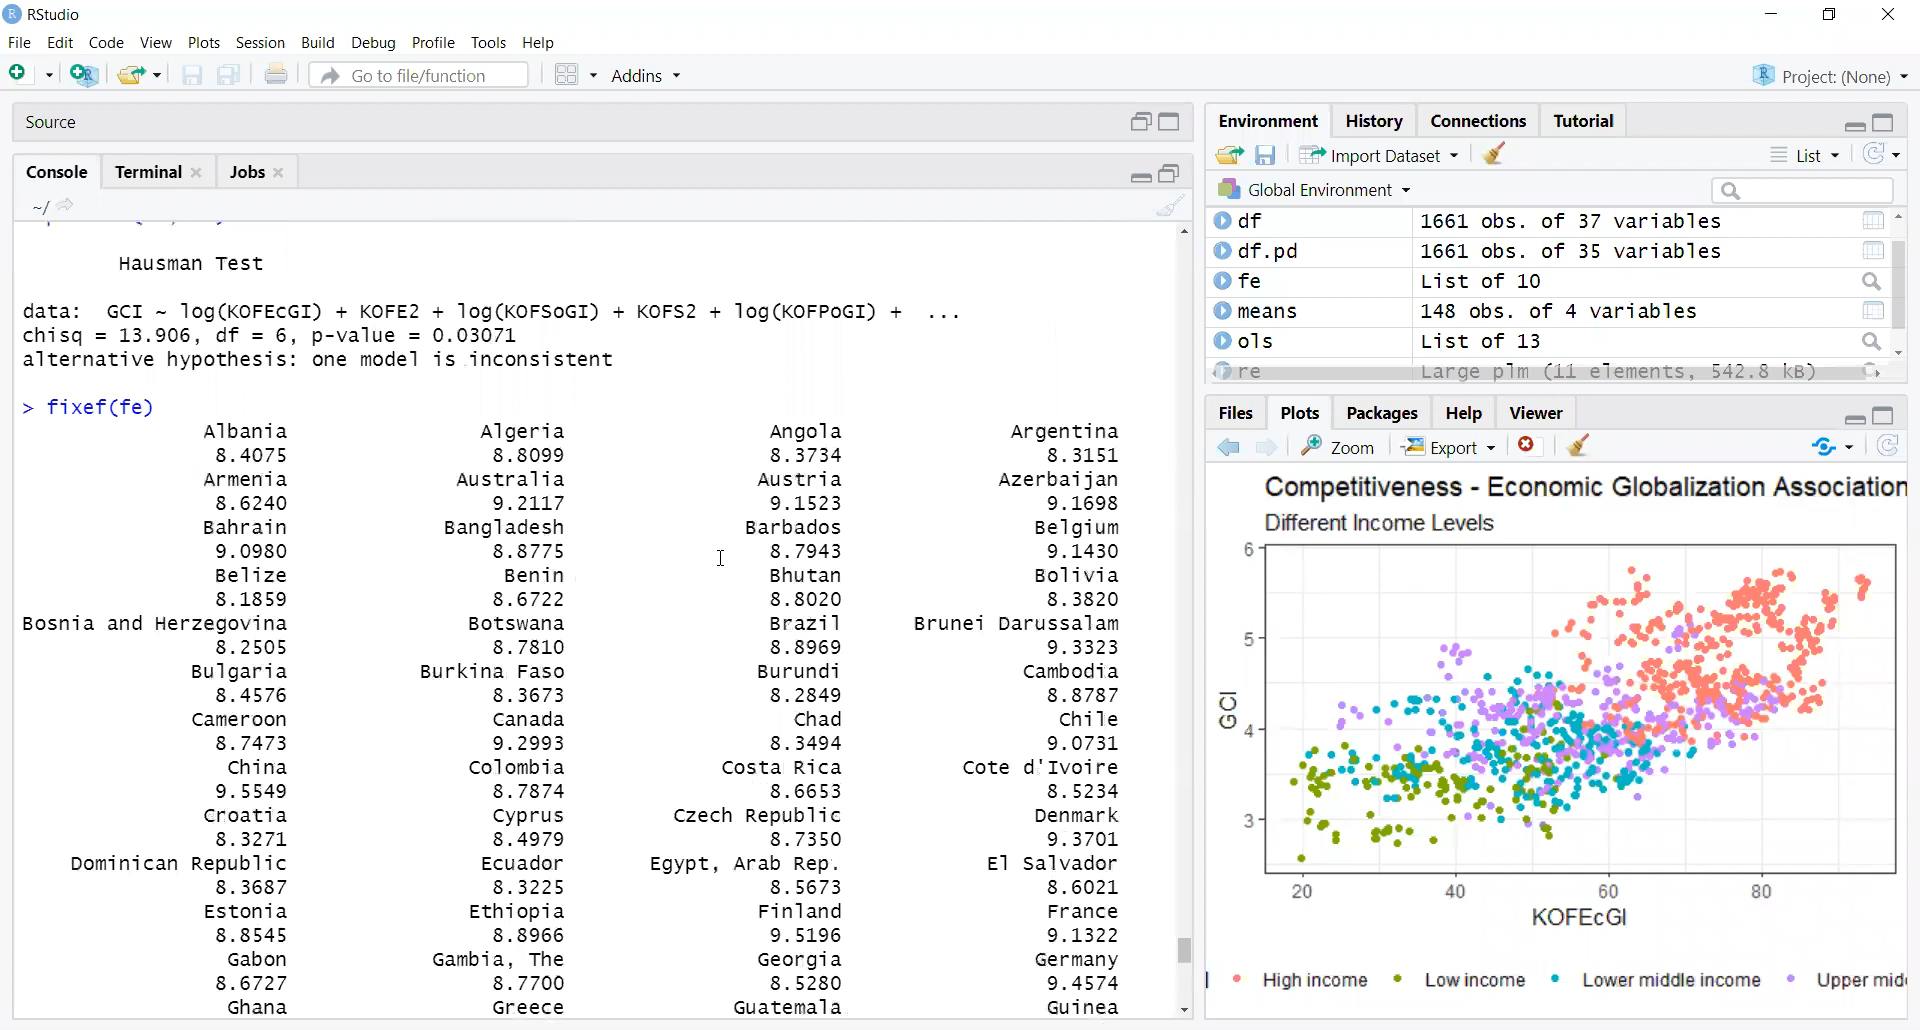 RStudio
File Edit Code View Plots Session Build Debug Profile Tools Help
Go to file/function Addins Project: (None)
Source
Console Terminal Jobs
~/
Hausman Test
data: GCI ~ log(KOFEcGI) + KOFE2 + log(KOFSoGI) + KOFS2 + log(KOFPoGI) + ...
chisq = 13.906, df = 6, p-value = 0.03071
alternative hypothesis: one model is inconsistent
> fixef(fe)
Albania Algeria Angola Argentina
8.4075 8.8099 8.3734 8.3151
Armenia Australia Austria Azerbaijan
8.6240 9.2117 9.1523 9.1698
Bahrain Bangladesh Barbados Belgium
9.0980 8.8775 8.7943 9.1430
Belize Benin Bhutan Bolivia
8.1859 8.6722 8.8020 8.3820
Bosnia and Herzegovina Botswana Brazil Brunei Darussalam
8.2505 8.7810 8.8969 9.3323
Bulgaria Burkina Faso Burundi Cambodia
8.4576 8.3673 8.2849 8.8787
Cameroon Canada Chad Chile
8.7473 9.2993 8.3494 9.0731
China Colombia Costa Rica Cote d'Ivoire
9.5549 8.7874 8.6653 8.5234
Croatia Cyprus Czech Republic Denmark
8.3271 8.4979 8.7350 9.3701
Dominican Republic Ecuador Egypt, Arab Rep. El Salvador
8.3687 8.3225 8.5673 8.6021
Estonia Ethiopia Finland France
8.8545 8.8966 9.5196 9.1322
Gabon Gambia, The Georgia Germany
8.6727 8.7700 8.5280 9.4574
Ghana Greece Guatemala Guinea
Environment History Connections Tutorial
Import Dataset List
Global Environment
df 1661 obs. of 37 variables
df.pd 1661 obs. of 35 variables
fe List of 10
means 148 obs. of 4 variables
ols List of 13
re Large plm (11 elements, 542.8 kB)
Files Plots Packages Help Viewer
Zoom Export
Competitiveness - Economic Globalization Association
Different Income Levels
6
5
4
3
GCI
20 40 60 80
KOFEcGI
High income Low income Lower middle income Upper mid